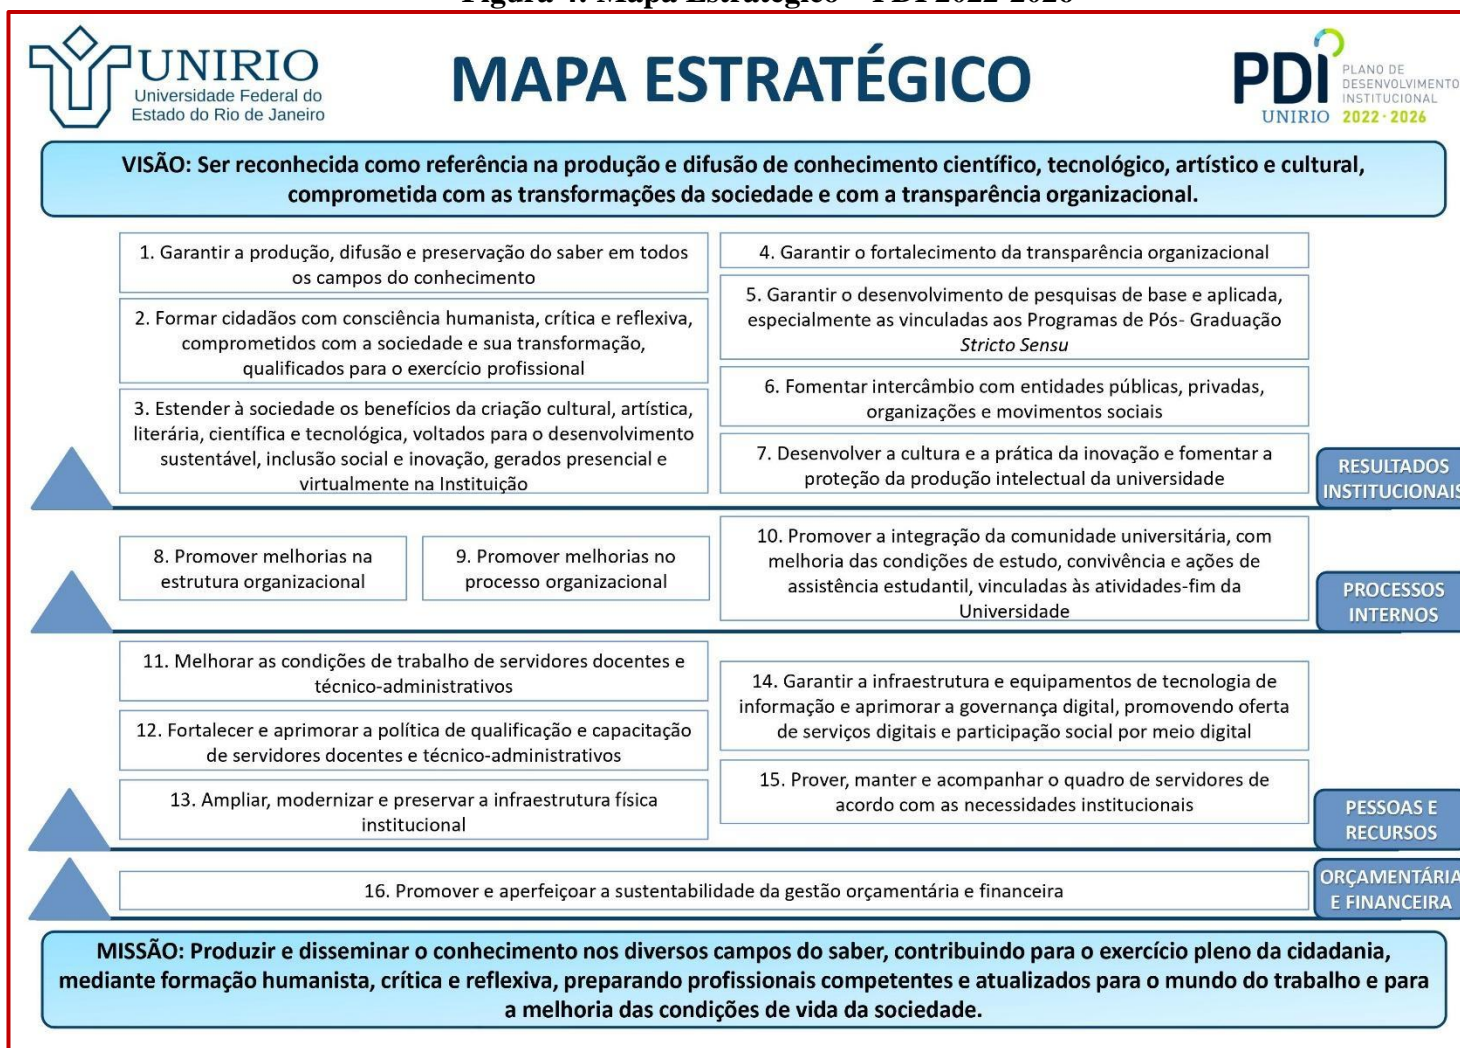 Figura 4: Mapa Estratégico – PDI 2022-2026
UNIRIO
Universidade Federal do
Estado do Rio de Janeiro
MAPA ESTRATÉGICO
PDI
UNIRIO
PLANO DE
DESENVOLVIMENTO
INSTITUCIONAL
2022 · 2026
VISÃO: Ser reconhecida como referência na produção e difusão de conhecimento científico, tecnológico, artístico e cultural,
comprometida com as transformações da sociedade e com a transparência organizacional.
1. Garantir a produção, difusão e preservação do saber em todos
os campos do conhecimento
2. Formar cidadãos com consciência humanista, crítica e reflexiva,
comprometidos com a sociedade e sua transformação,
qualificados para o exercício profissional
3. Estender à sociedade os benefícios da criação cultural, artística,
literária, científica e tecnológica, voltados para o desenvolvimento
sustentável, inclusão social e inovação, gerados presencial e
virtualmente na Instituição
4. Garantir o fortalecimento da transparência organizacional
5. Garantir o desenvolvimento de pesquisas de base e aplicada,
especialmente as vinculadas aos Programas de Pós- Graduação
Stricto Sensu
6. Fomentar intercâmbio com entidades públicas, privadas,
organizações e movimentos sociais
7. Desenvolver a cultura e a prática da inovação e fomentar a
proteção da produção intelectual da universidade
RESULTADOS
INSTITUCIONAIS
8. Promover melhorias na
estrutura organizacional
9. Promover melhorias no
processo organizacional
10. Promover a integração da comunidade universitária, com
melhoria das condições de estudo, convivência e ações de
assistência estudantil, vinculadas às atividades-fim da
Universidade
PROCESSOS
INTERNOS
11. Melhorar as condições de trabalho de servidores docentes e
técnico-administrativos
12. Fortalecer e aprimorar a política de qualificação e capacitação
de servidores docentes e técnico-administrativos
13. Ampliar, modernizar e preservar a infraestrutura física
institucional
14. Garantir a infraestrutura e equipamentos de tecnologia de
informação e aprimorar a governança digital, promovendo oferta
de serviços digitais e participação social por meio digital
15. Prover, manter e acompanhar o quadro de servidores de
acordo com as necessidades institucionais
PESSOAS E
RECURSOS
16. Promover e aperfeiçoar a sustentabilidade da gestão orçamentária e financeira
ORÇAMENTÁRIA
E FINANCEIRA
MISSÃO: Produzir e disseminar o conhecimento nos diversos campos do saber, contribuindo para o exercício pleno da cidadania,
mediante formação humanista, crítica e reflexiva, preparando profissionais competentes e atualizados para o mundo do trabalho e para
a melhoria das condições de vida da sociedade.